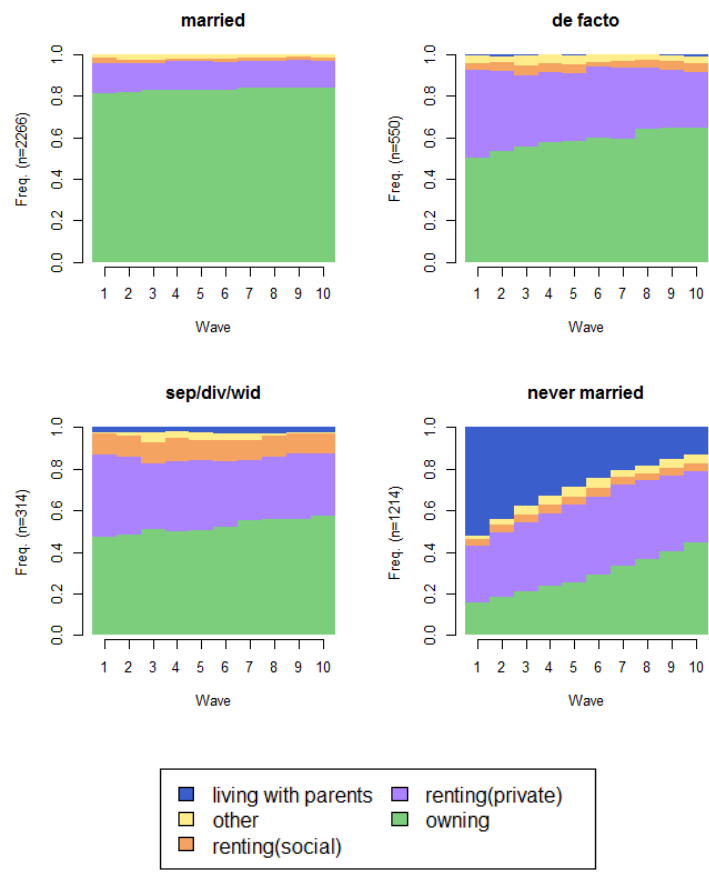 married
1.0
0.8
0.6
0.4
0.2
0.0
Freq. (n=2266)
1 2 3 4 5 6 7 8 9 10
Wave
de facto
1.0
0.8
0.6
0.4
0.2
0.0
Freq. (n=550)
1 2 3 4 5 6 7 8 9 10
Wave
sep/div/wid
1.0
0.8
0.6
0.4
0.2
0.0
Freq. (n=314)
1 2 3 4 5 6 7 8 9 10
Wave
never married
1.0
0.8
0.6
0.4
0.2
0.0
Freq. (n=1214)
1 2 3 4 5 6 7 8 9 10
Wave
living with parents
other
renting(social)
renting(private)
owning